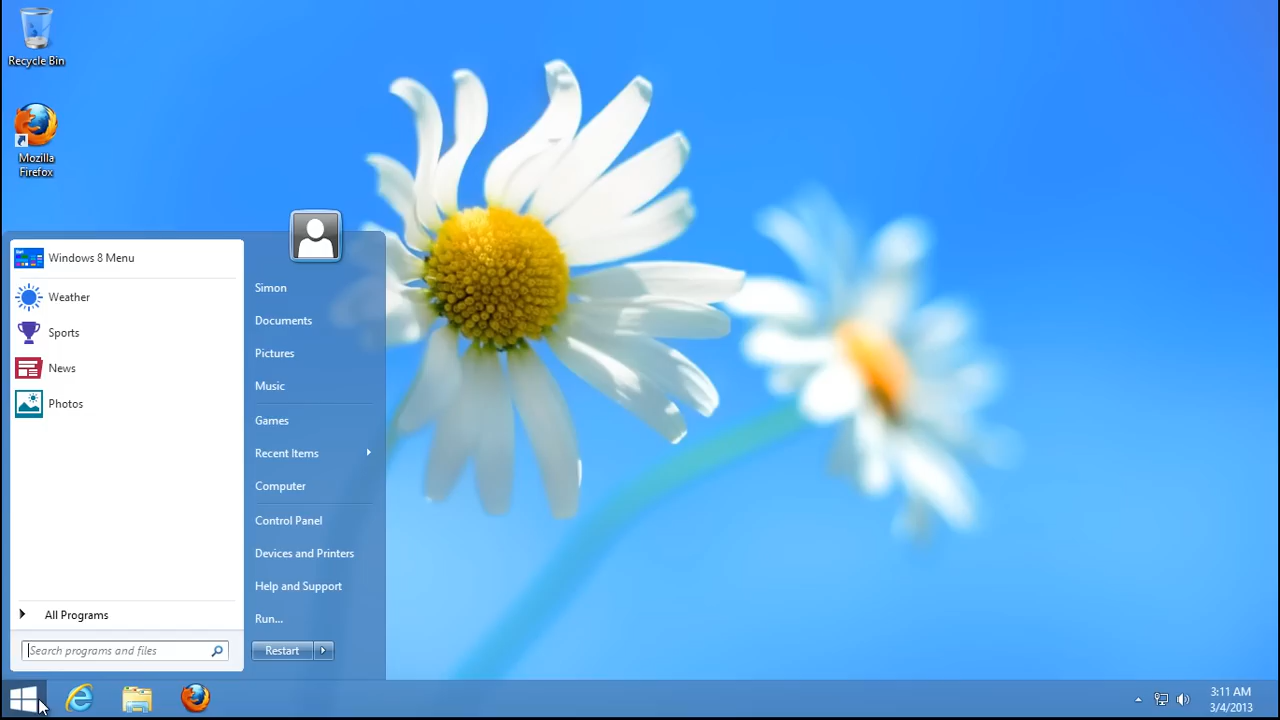 Recycle Bin
Mozilla
Firefox
Windows 8 Menu
Weather
Sports
News
Photos
All Programs
Search programs and files
Simon
Documents
Pictures
Music
Games
Recent Items
Computer
Control Panel
Devices and Printers
Help and Support
Run...
Restart
3:11 AM
3/4/2013